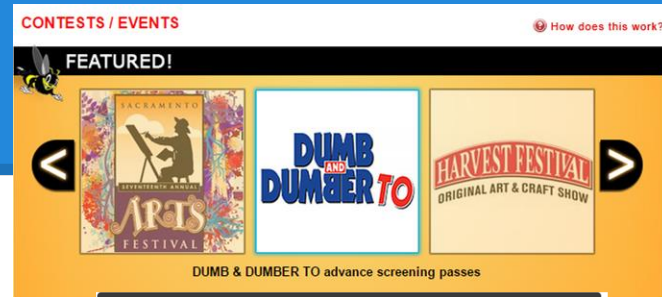 CONTESTS / EVENTS
How does this work?
FEATURED!
SACRAMENTO
SEVENTEENTH ANNUAL
ARTS
FESTIVAL
DUMB
AND
DUMBER TO
HARVEST FESTIVAL
ORIGINAL ART & CRAFT SHOW
DUMB & DUMBER TO advance screening passes